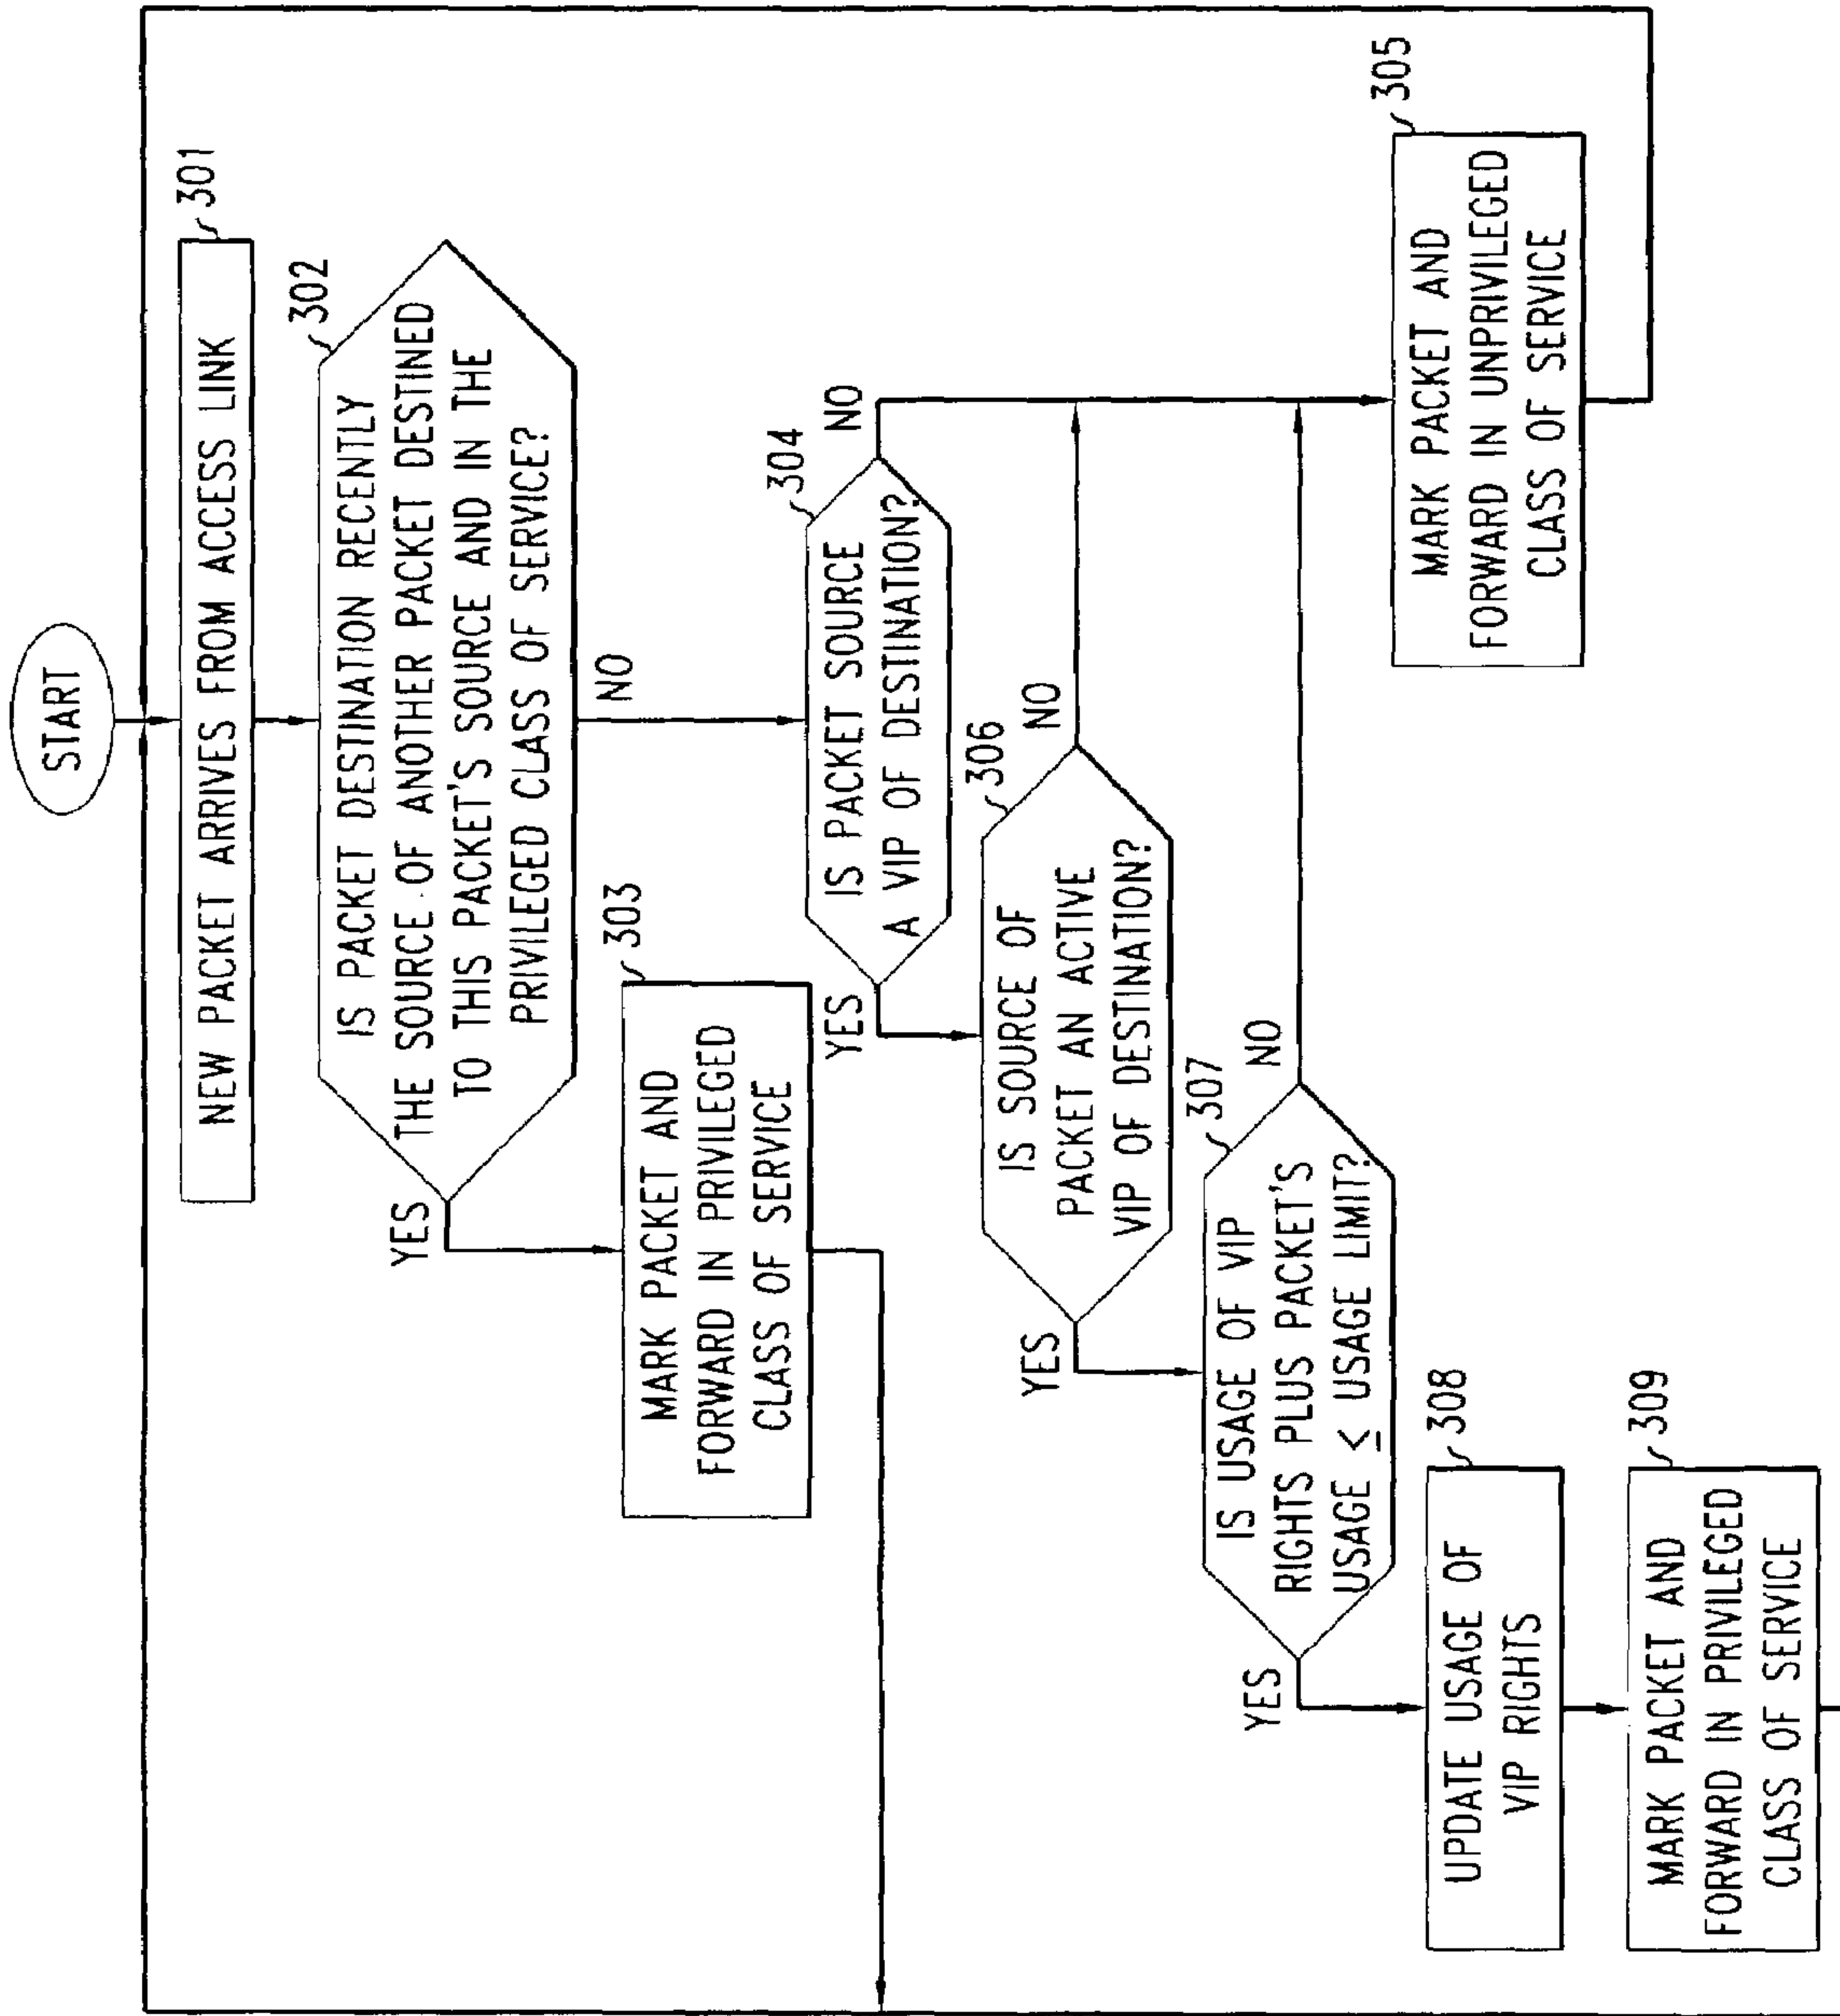 START
NEW PACKET ARRIVES FROM ACCESS LINK
301
302
IS PACKET DESTINATION RECENTLY
THE SOURCE OF ANOTHER PACKET DESTINED
TO THIS PACKET'S SOURCE AND IN THE
PRIVILEGED CLASS OF SERVICE?
YES
NO
303
MARK PACKET AND
FORWARD IN PRIVILEGED
CLASS OF SERVICE
304
IS PACKET SOURCE
A VIP OF DESTINATION?
YES
NO
306
IS SOURCE OF
PACKET AN ACTIVE
VIP OF DESTINATION?
YES
NO
307
IS USAGE OF VIP
RIGHTS PLUS PACKET'S
USAGE ≤ USAGE LIMIT?
YES
NO
305
MARK PACKET AND
FORWARD IN UNPRIVILEGED
CLASS OF SERVICE
308
UPDATE USAGE OF
VIP RIGHTS
309
MARK PACKET AND
FORWARD IN PRIVILEGED
CLASS OF SERVICE